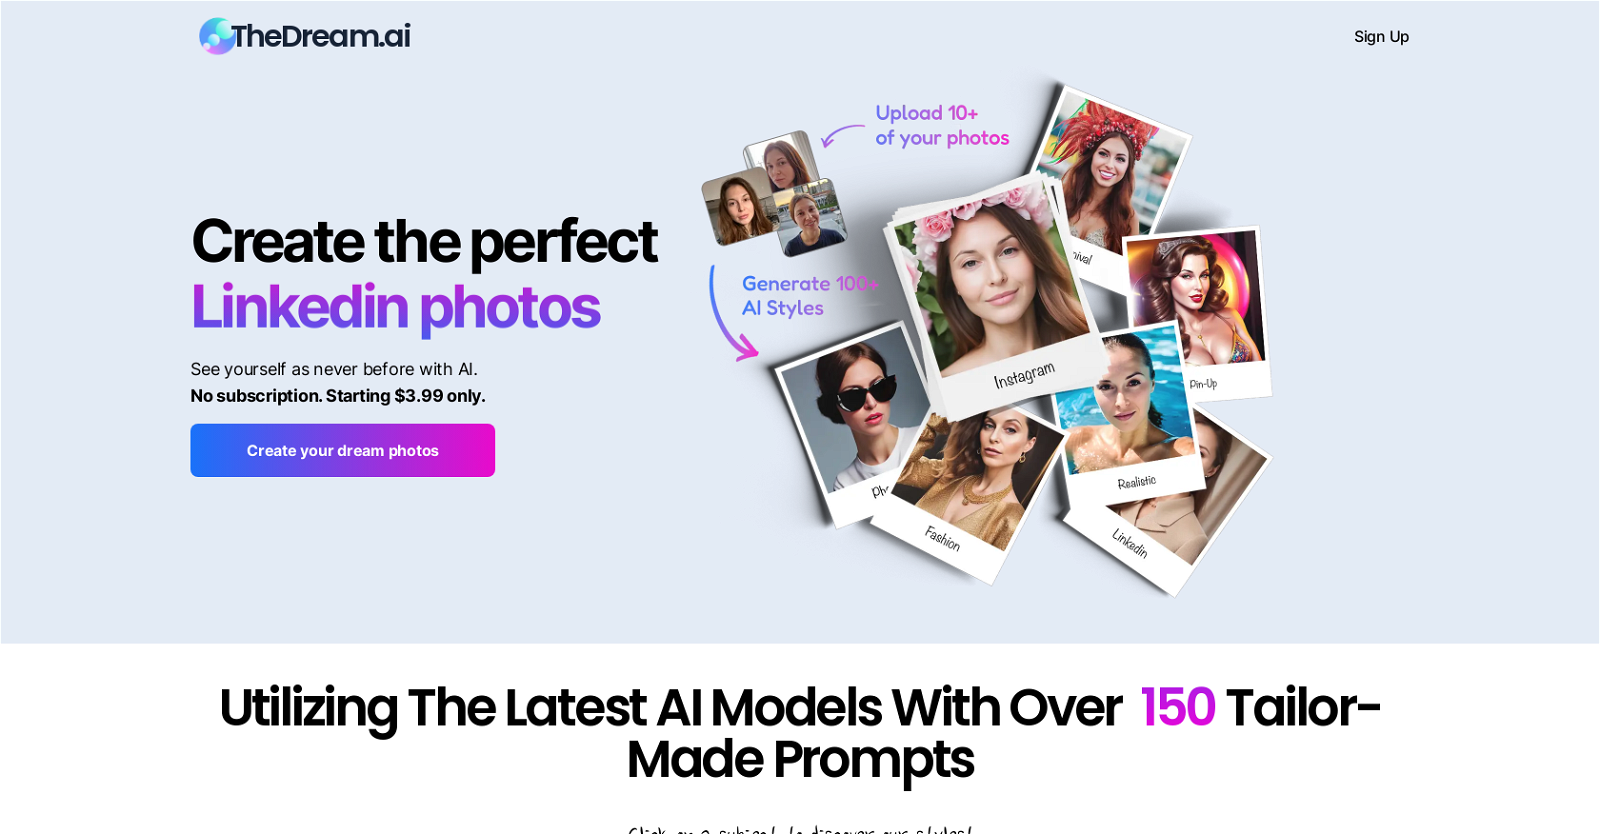 TheDream.ai
Sign Up
Upload 10+
of your photos
Create the perfect
Linkedin photos
Generate 100+
AI Styles
See yourself as never before with AI.
No subscription. Starting $3.99 only.
Create your dream photos
Instagram
Pin-Up
Realistic
Fashion
Linkedin
Utilizing The Latest AI Models With Over 150 Tailor-
Made Prompts